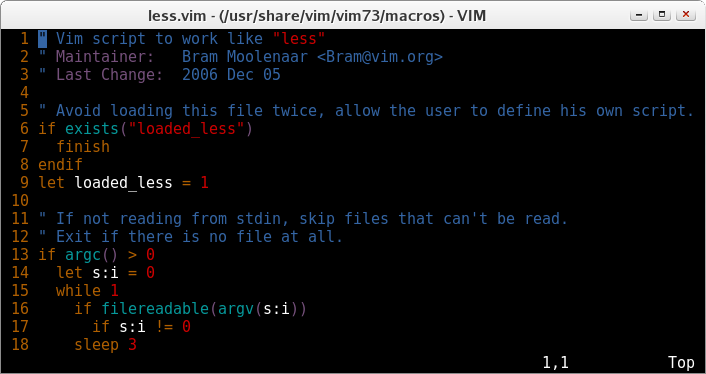 less.vim - (/usr/share/vim/vim73/macros) - VIM
1 " Vim script to work like "less"
2 " Maintainer:   Bram Moolenaar <Bram@vim.org>
3 " Last Change:  2006 Dec 05
4
5 " Avoid loading this file twice, allow the user to define his own script.
6 if exists("loaded_less")
7   finish
8 endif
9 let loaded_less = 1
10
11 " If not reading from stdin, skip files that can't be read.
12 " Exit if there is no file at all.
13 if argc() > 0
14   let s:i = 0
15   while 1
16     if filereadable(argv(s:i))
17       if s:i != 0
18     sleep 3
1,1           Top